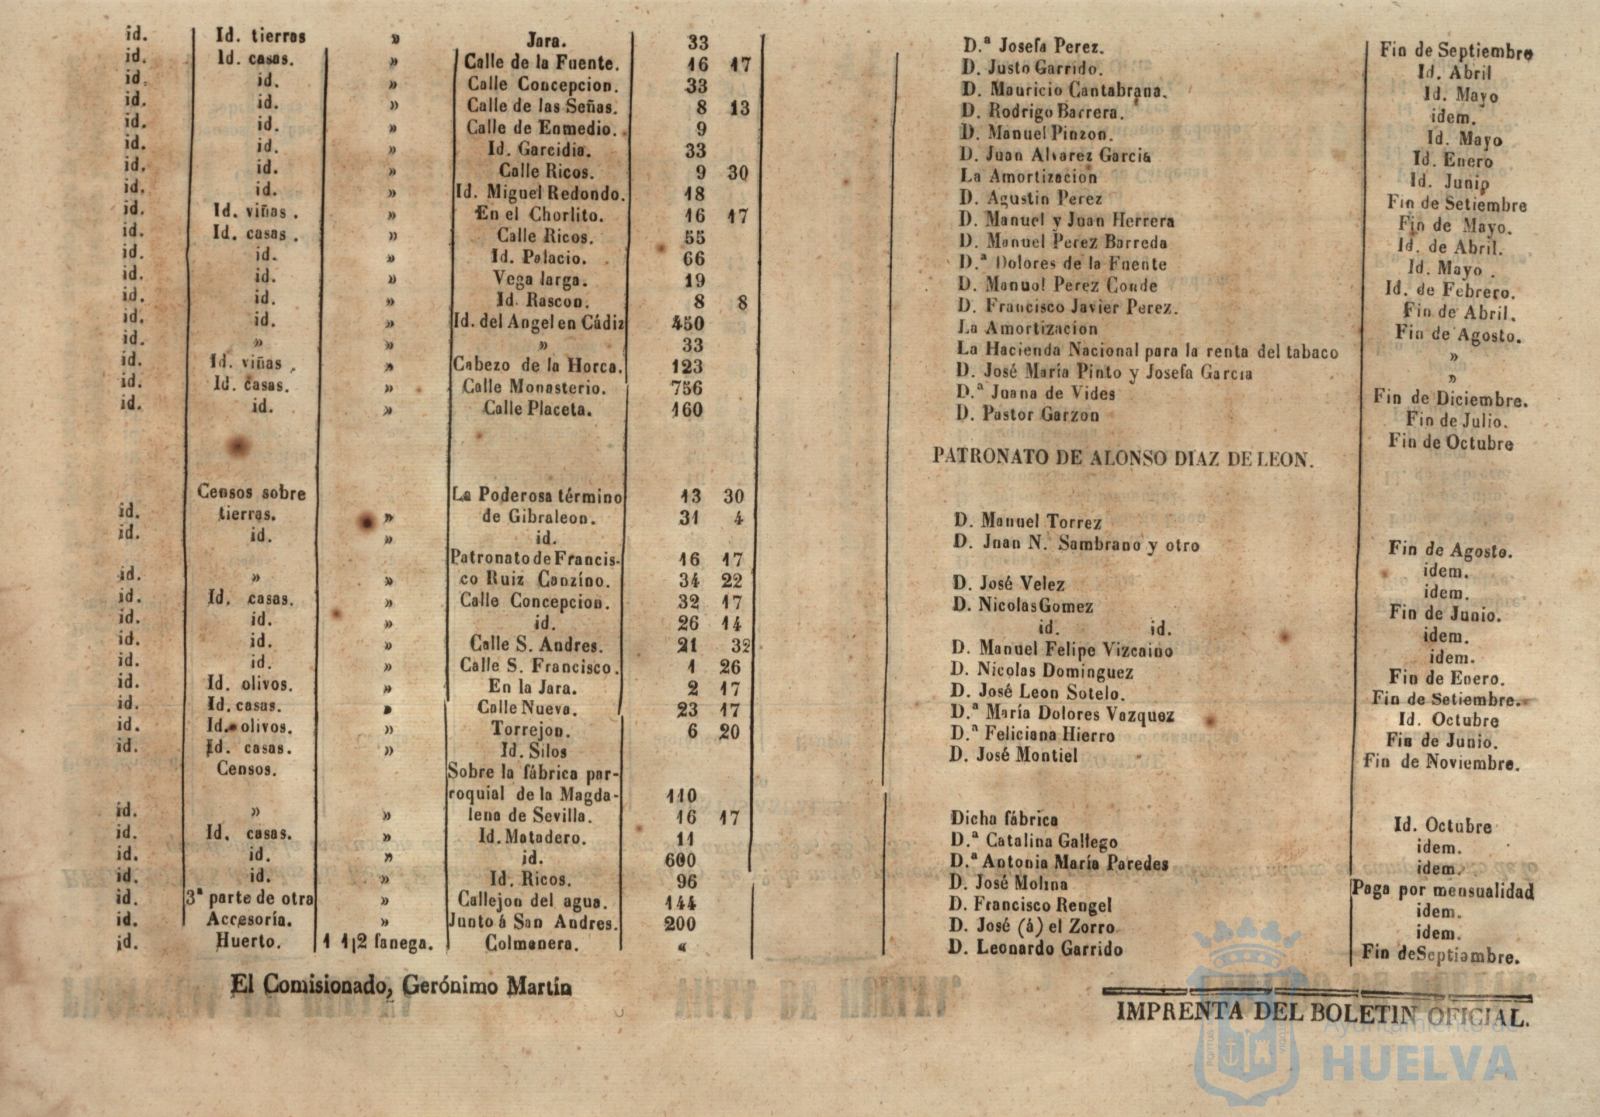 id. Id. tierras » Jara. 33 D.ª Josefa Perez. Fin de Septiembre
id. Id. casas. » Calle de la Fuente. 16 17 D. Justo Garrido. Id. Abril
id. id. » Calle Concepcion. 33 D. Mauricio Cantabrana. Id. Mayo
id. id. » Calle de las Señas. 8 13 D. Rodrigo Barrera. idem.
id. id. » Calle de Enmedio. 9 D. Manuel Pinzon. Id. Mayo
id. id. » Id. Garcidia. 33 D. Juan Alvarez Garcia Id. Enero
id. id. » Calle Ricos. 9 30 La Amortizacion Id. Junio
id. id. » Id. Miguel Redondo. 18 D. Agustin Perez Fin de Setiembre
id. Id. viñas. » En el Chorlito. 16 17 D. Manuel y Juan Herrera Fin de Mayo.
id. Id. casas. » Calle Ricos. 55 D. Manuel Perez Barreda Id. de Abril.
id. id. » Id. Palacio. 66 D.ª Dolores de la Fuente Id. Mayo.
id. id. » Vega larga. 19 D. Manuel Perez Conde Id. de Febrero.
id. id. » Id. Rascon. 8 8 D. Francisco Javier Perez. Fin de Abril.
id. id. » Id. del Angel en Cádiz 450 La Amortizacion Fin de Agosto.
id. » » » 33 La Hacienda Nacional para la renta del tabaco »
id. Id. viñas. » Cabezo de la Horca. 123 D. José María Pinto y Josefa Garcia »
id. Id. casas. » Calle Monasterio. 756 D.ª Juana de Vides Fin de Diciembre.
id. id. » Calle Placeta. 160 D. Pastor Garzon Fin de Julio.
Fin de Octubre
PATRONATO DE ALONSO DIAZ DE LEON.
Censos sobre La Poderosa término 13 30
id. tierras. » de Gibraleon. 31 4 D. Manuel Torrez
id. id. » id. D. Juan N. Sambrano y otro Fin de Agosto.
Patronato de Francis- 16 17 idem.
id. » » co Ruiz Canzino. 34 22 D. José Velez idem.
id. Id. casas. » Calle Concepcion. 32 17 D. Nicolas Gomez Fin de Junio.
id. id. » id. 26 14 id. id. idem.
id. id. » Calle S. Andres. 21 32 D. Manuel Felipe Vizcaino idem.
id. id. » Calle S. Francisco. 1 26 D. Nicolas Dominguez Fin de Enero.
id. Id. olivos. » En la Jara. 2 17 D. José Leon Sotelo. Fin de Setiembre.
id. Id. casas. » Calle Nueva. 23 17 D.ª María Dolores Vazquez Id. Octubre
id. Id. olivos. » Torrejon. 6 20 D.ª Feliciana Hierro Fin de Junio.
id. Id. casas. » Id. Silos D. José Montiel Fin de Noviembre.
Censos. Sobre la fábrica par-
roquial de la Magda- 110
id. » » lena de Sevilla. 16 17 Dicha fábrica Id. Octubre
id. Id. casas. » Id. Matadero. 11 D.ª Catalina Gallego idem.
id. id. » id. 600 D.ª Antonia María Paredes idem.
id. id. » Id. Ricos. 96 D. José Molina Paga por mensualidad
id. 3ª parte de otra » Callejon del agua. 144 D. Francisco Rengel idem.
id. Accesoría. » Junto á San Andres. 200 D. José (á) el Zorro idem.
id. Huerto. 1 1¡2 fanega. Colmenera. « D. Leonardo Garrido Fin de Septiembre.
El Comisionado, Gerónimo Martin
IMPRENTA DEL BOLETIN OFICIAL.
Ayuntamiento de
HUELVA